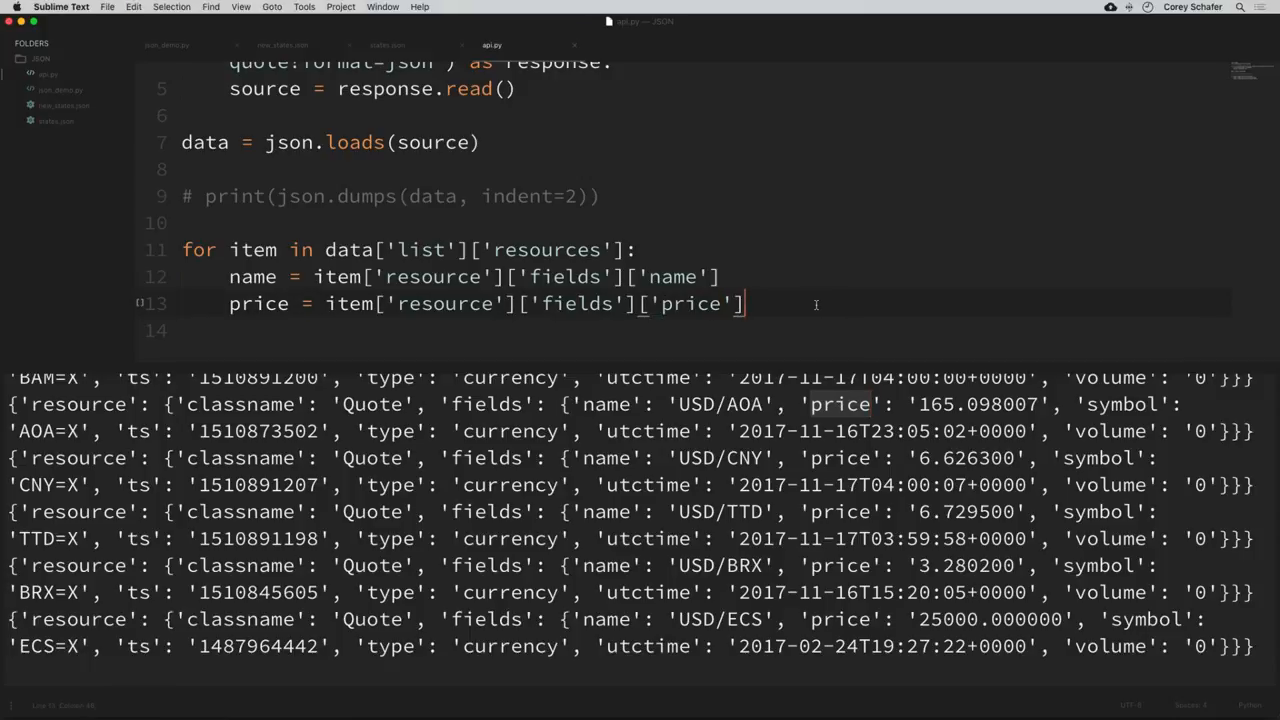 Sublime Text File Edit Selection Find View Goto Tools Project Window Help Corey Schafer
api.py — JSON
FOLDERS
JSON
api.py
json_demo.py
new_states.json
states.json
json_demo.py new_states.json states.json api.py
quote?format=json") as response:
5 source = response.read()
6
7 data = json.loads(source)
8
9 # print(json.dumps(data, indent=2))
10
11 for item in data['list']['resources']:
12 name = item['resource']['fields']['name']
13 price = item['resource']['fields']['price']
14
'BAM=X', 'ts': '1510891200', 'type': 'currency', 'utctime': '2017-11-17T04:00:00+0000', 'volume': '0'}}}
{'resource': {'classname': 'Quote', 'fields': {'name': 'USD/AOA', 'price': '165.098007', 'symbol':
'AOA=X', 'ts': '1510873502', 'type': 'currency', 'utctime': '2017-11-16T23:05:02+0000', 'volume': '0'}}}
{'resource': {'classname': 'Quote', 'fields': {'name': 'USD/CNY', 'price': '6.626300', 'symbol':
'CNY=X', 'ts': '1510891207', 'type': 'currency', 'utctime': '2017-11-17T04:00:07+0000', 'volume': '0'}}}
{'resource': {'classname': 'Quote', 'fields': {'name': 'USD/TTD', 'price': '6.729500', 'symbol':
'TTD=X', 'ts': '1510891198', 'type': 'currency', 'utctime': '2017-11-17T03:59:58+0000', 'volume': '0'}}}
{'resource': {'classname': 'Quote', 'fields': {'name': 'USD/BRX', 'price': '3.280200', 'symbol':
'BRX=X', 'ts': '1510845605', 'type': 'currency', 'utctime': '2017-11-16T15:20:05+0000', 'volume': '0'}}}
{'resource': {'classname': 'Quote', 'fields': {'name': 'USD/ECS', 'price': '25000.000000', 'symbol':
'ECS=X', 'ts': '1487964442', 'type': 'currency', 'utctime': '2017-02-24T19:27:22+0000', 'volume': '0'}}}
UTF-8 Python